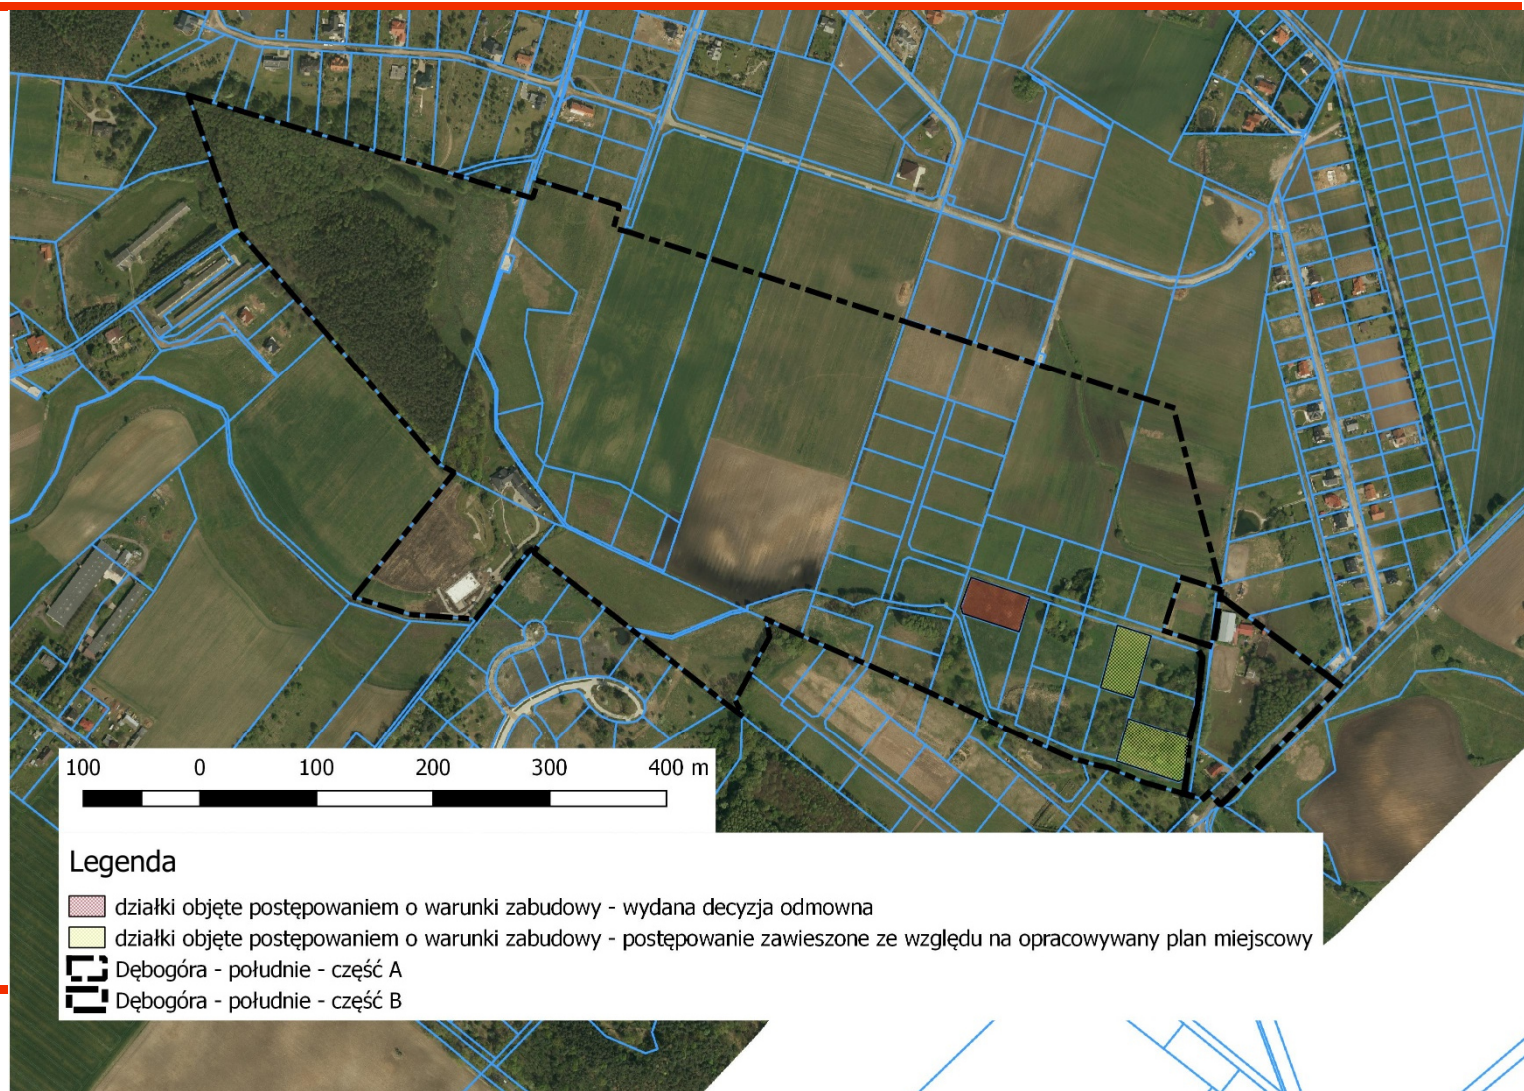 100 0 100 200 300 400 m
Legenda
działki objęte postępowaniem o warunki zabudowy - wydana decyzja odmowna
działki objęte postępowaniem o warunki zabudowy - postępowanie zawieszone ze względu na opracowywany plan miejscowy
Dębogóra - południe - część A
Dębogóra - południe - część B